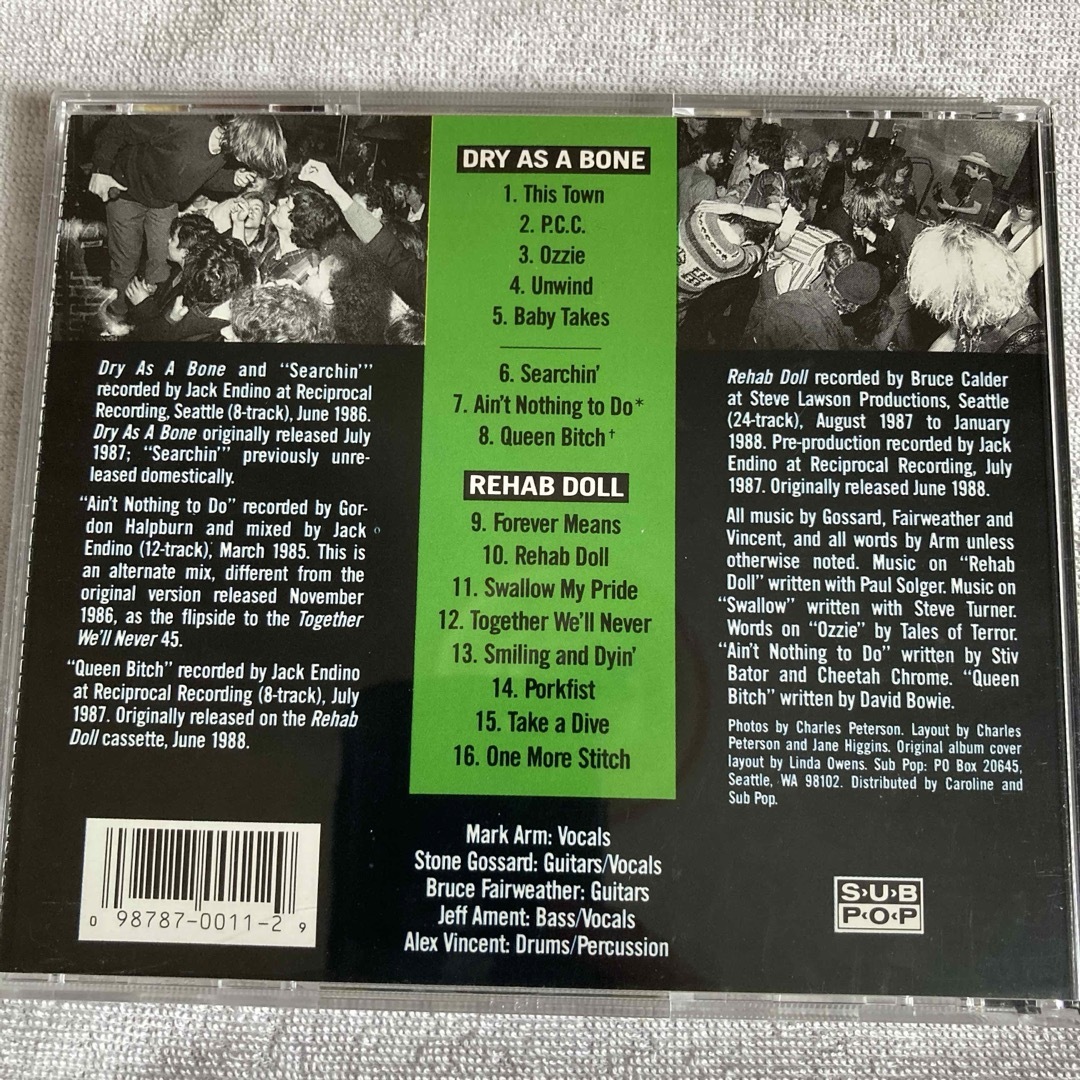 DRY AS A BONE
1. This Town
2. P.C.C.
3. Ozzie
4. Unwind
5. Baby Takes
6. Searchin'
7. Ain't Nothing to Do*
8. Queen Bitch†
REHAB DOLL
9. Forever Means
10. Rehab Doll
11. Swallow My Pride
12. Together We'll Never
13. Smiling and Dyin'
14. Porkfist
15. Take a Dive
16. One More Stitch
Dry As A Bone and "Searchin'"
recorded by Jack Endino at Reciprocal
Recording, Seattle (8-track), June 1986.
Dry As A Bone originally released July
1987; "Searchin'" previously unre-
leased domestically.
"Ain't Nothing to Do" recorded by Gor-
don Halpburn and mixed by Jack
Endino (12-track), March 1985. This is
an alternate mix, different from the
original version released November
1986, as the flipside to the Together
We'll Never 45.
"Queen Bitch" recorded by Jack Endino
at Reciprocal Recording (8-track), July
1987. Originally released on the Rehab
Doll cassette, June 1988.
Rehab Doll recorded by Bruce Calder
at Steve Lawson Productions, Seattle
(24-track), August 1987 to January
1988. Pre-production recorded by Jack
Endino at Reciprocal Recording, July
1987. Originally released June 1988.
All music by Gossard, Fairweather and
Vincent, and all words by Arm unless
otherwise noted. Music on "Rehab
Doll" written with Paul Solger. Music on
"Swallow" written with Steve Turner.
Words on "Ozzie" by Tales of Terror.
"Ain't Nothing to Do" written by Stiv
Bator and Cheetah Chrome. "Queen
Bitch" written by David Bowie.
Photos by Charles Peterson. Layout by Charles
Peterson and Jane Higgins. Original album cover
layout by Linda Owens. Sub Pop: PO Box 20645,
Seattle, WA 98102. Distributed by Caroline and
Sub Pop.
Mark Arm: Vocals
Stone Gossard: Guitars/Vocals
Bruce Fairweather: Guitars
Jeff Ament: Bass/Vocals
Alex Vincent: Drums/Percussion
0 98787-0011-2 9
S›U›B
P‹O‹P